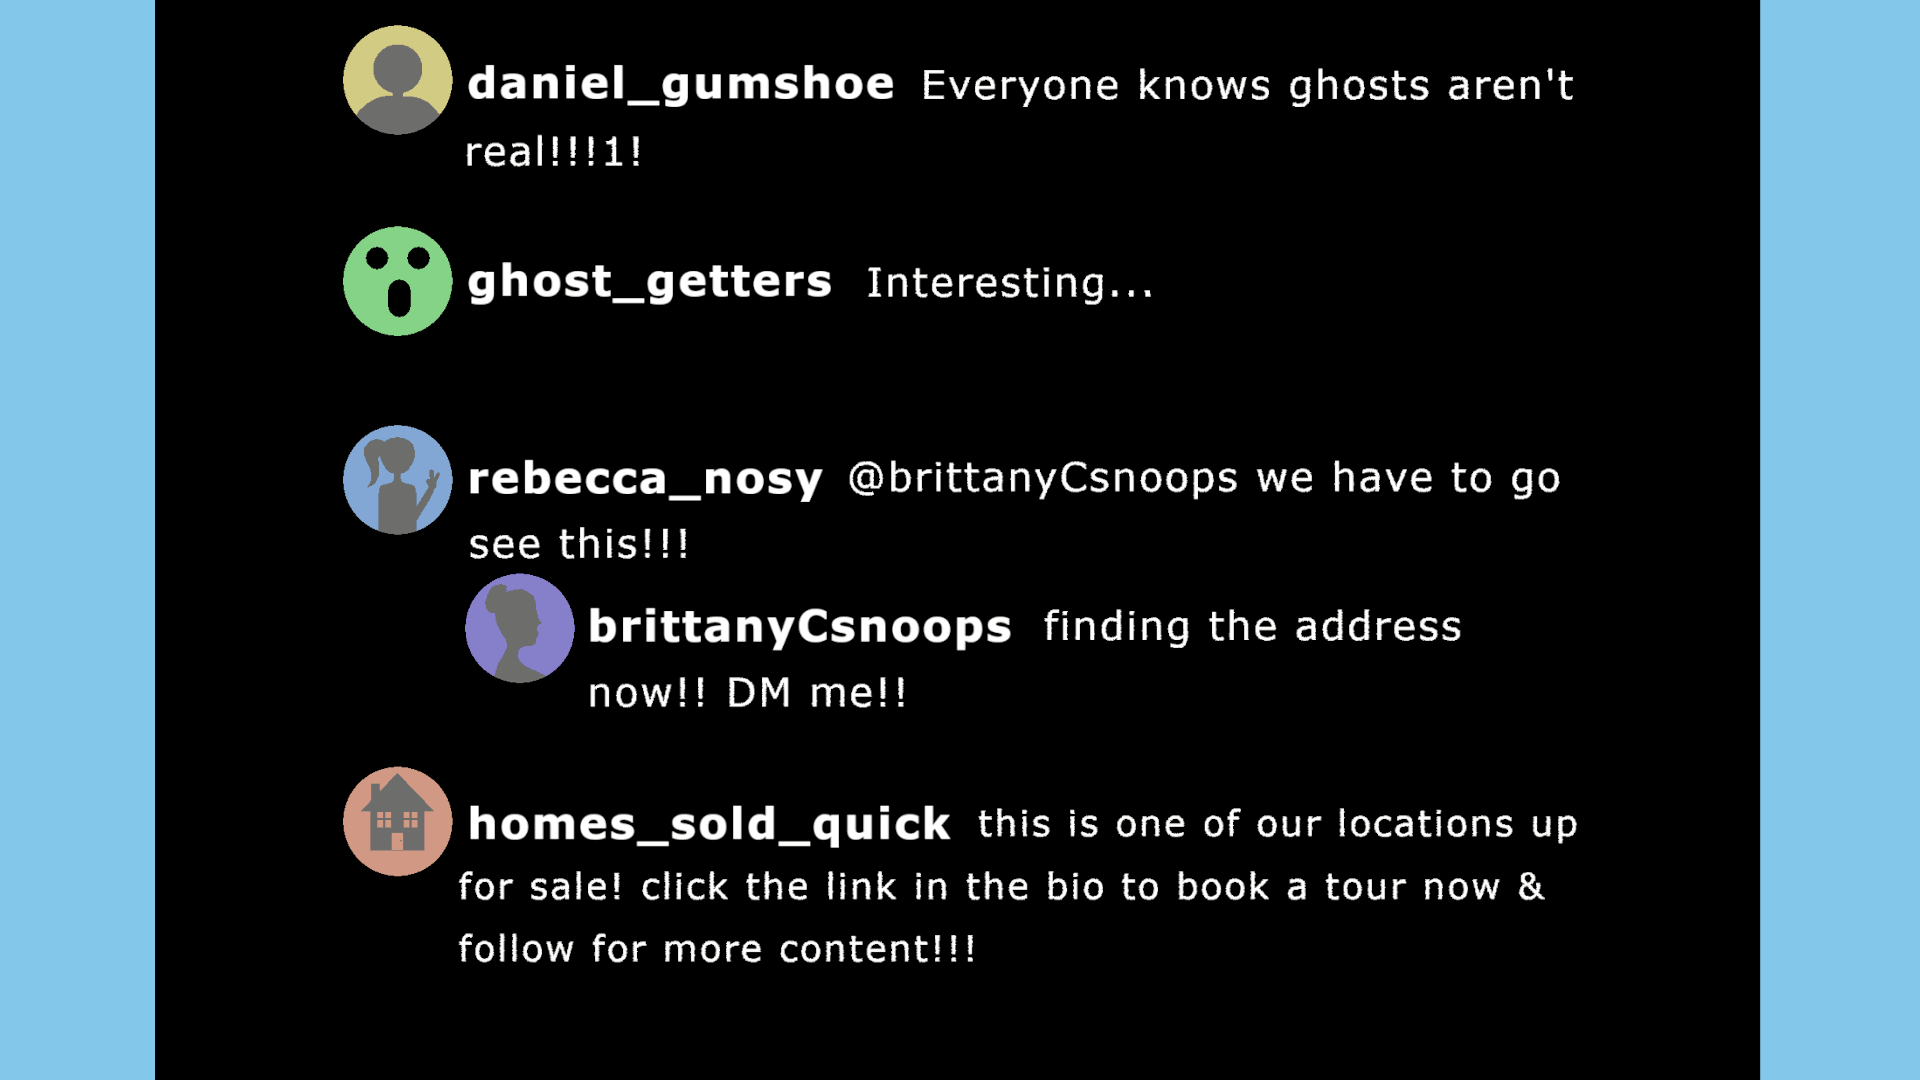 daniel_gumshoe Everyone knows ghosts aren't
real!!!1!
ghost_getters Interesting...
rebecca_nosy @brittanyCsnoops we have to go
see this!!!
brittanyCsnoops finding the address
now!! DM me!!
homes_sold_quick this is one of our locations up
for sale! click the link in the bio to book a tour now &
follow for more content!!!